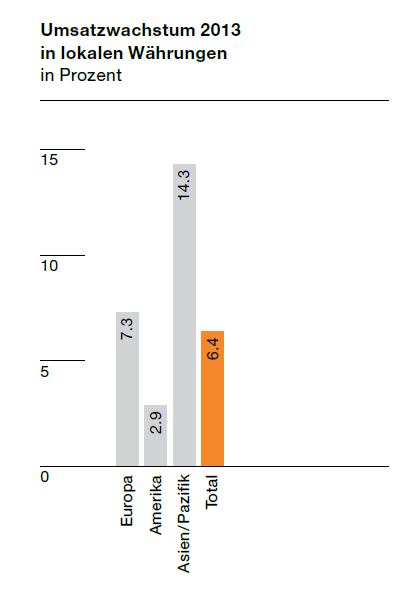 Umsatzwachstum 2013
in lokalen Währungen
in Prozent
15
10
5
0
7.3
2.9
14.3
6.4
Europa
Amerika
Asien/Pazifik
Total